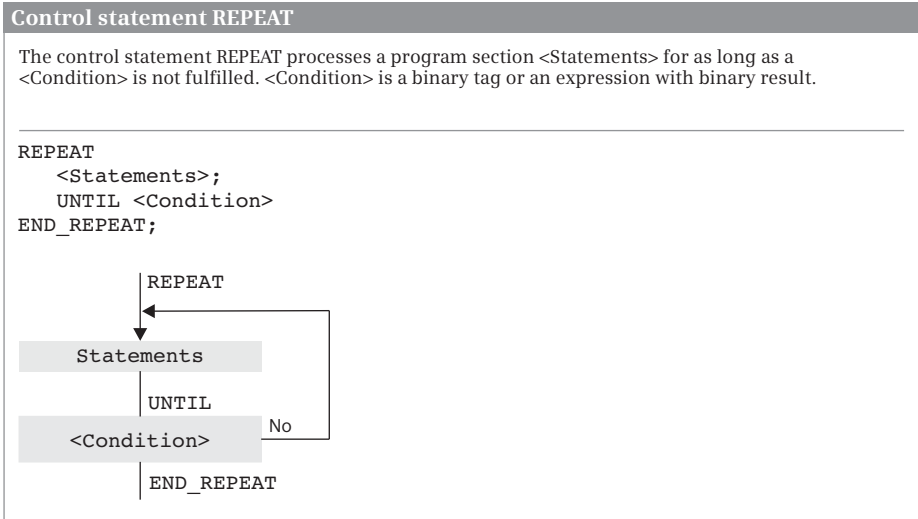 Control statement REPEAT
The control statement REPEAT processes a program section <Statements> for as long as a
<Condition> is not fulfilled. <Condition> is a binary tag or an expression with binary result.
REPEAT
<Statements>;
UNTIL <Condition>
END_REPEAT;
REPEAT
Statements
UNTIL
No
<Condition>
END_REPEAT